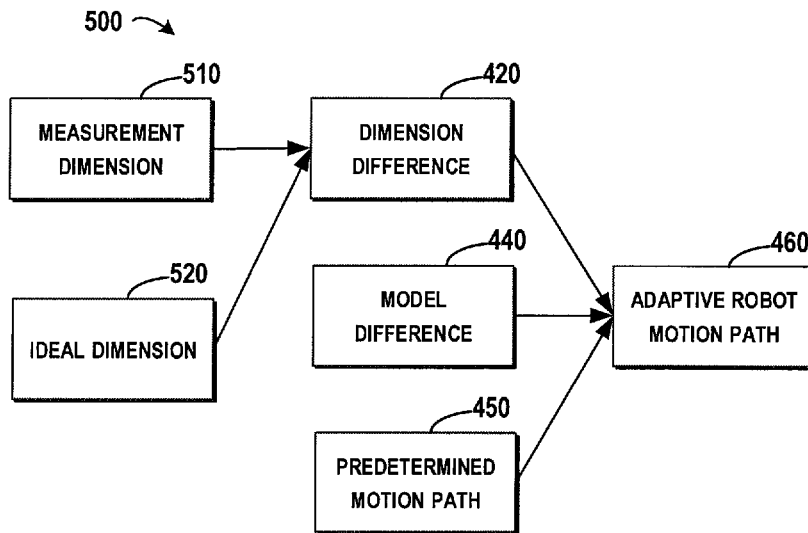 500
510
MEASUREMENT
DIMENSION
420
DIMENSION
DIFFERENCE
520
IDEAL DIMENSION
440
MODEL
DIFFERENCE
460
ADAPTIVE ROBOT
MOTION PATH
450
PREDETERMINED
MOTION PATH